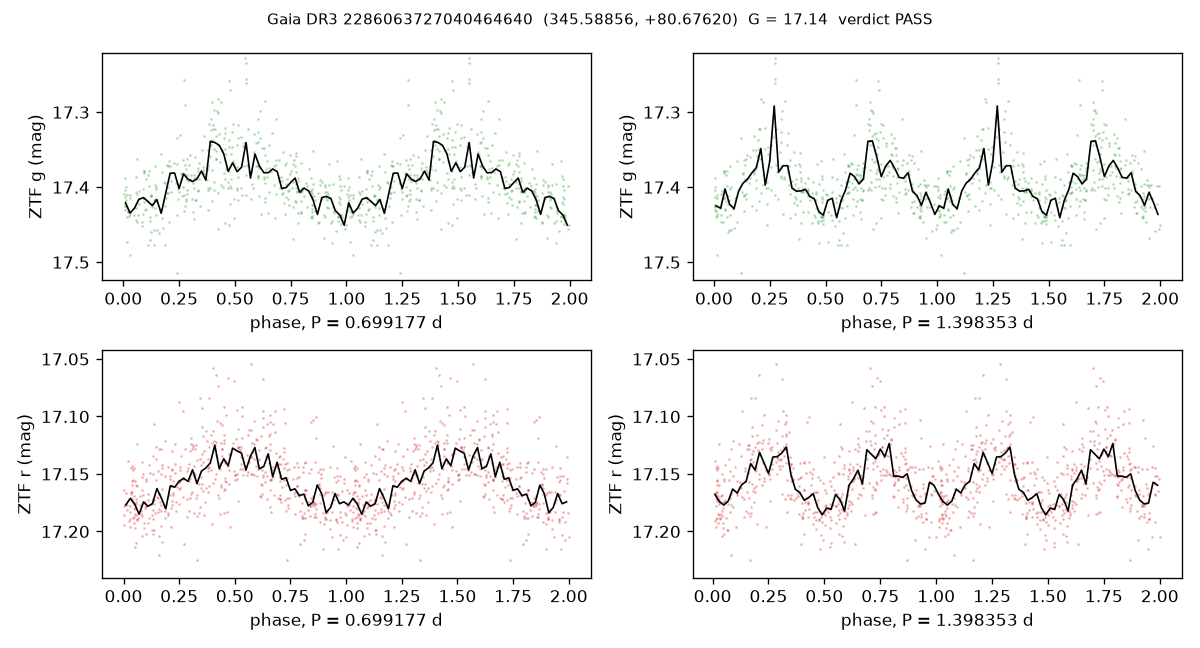 Gaia DR3 2286063727040464640  (345.58856, +80.67620)  G = 17.14  verdict PASS
ZTF g (mag)
17.3
17.4
17.5
0.00 0.25 0.50 0.75 1.00 1.25 1.50 1.75 2.00
phase, P = 0.699177 d
ZTF g (mag)
17.3
17.4
17.5
0.00 0.25 0.50 0.75 1.00 1.25 1.50 1.75 2.00
phase, P = 1.398353 d
ZTF r (mag)
17.05
17.10
17.15
17.20
0.00 0.25 0.50 0.75 1.00 1.25 1.50 1.75 2.00
phase, P = 0.699177 d
ZTF r (mag)
17.05
17.10
17.15
17.20
0.00 0.25 0.50 0.75 1.00 1.25 1.50 1.75 2.00
phase, P = 1.398353 d